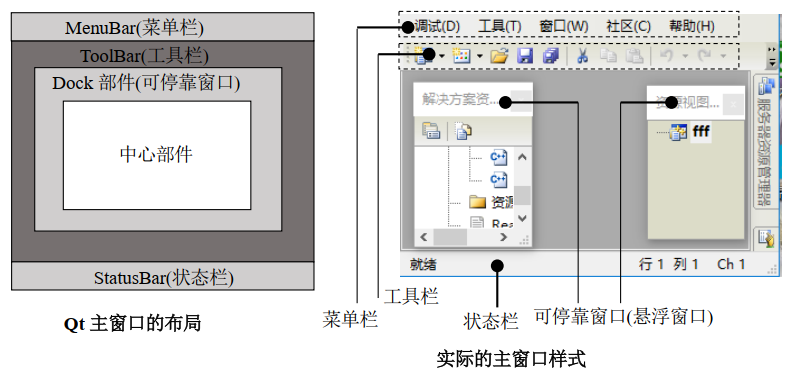 MenuBar(菜单栏)
ToolBar(工具栏)
Dock 部件(可停靠窗口)
中心部件
StatusBar(状态栏)
Qt 主窗口的布局
调试(D) 工具(T) 窗口(W) 社区(C) 帮助(H)
解决方案资...
资源视图...
fff
服务器资源管理器
资源
Rea
就绪
行 1 列 1 Ch 1
菜单栏
工具栏
状态栏
可停靠窗口(悬浮窗口)
实际的主窗口样式